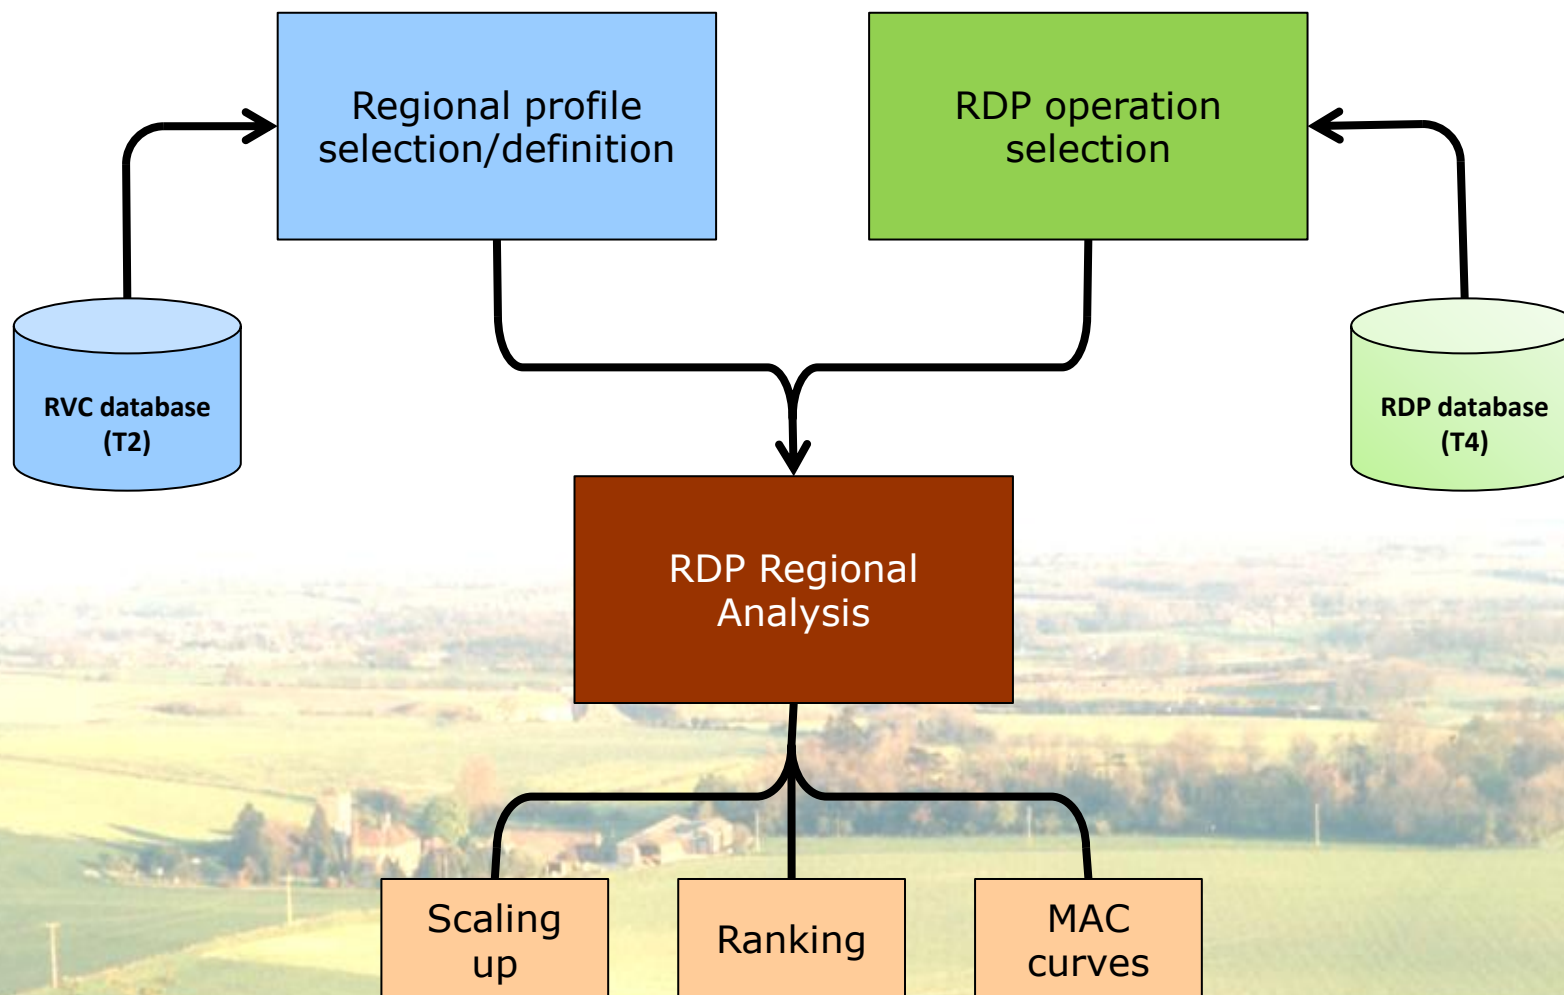 Regional profile
selection/definition
RDP operation
selection
RVC database
(T2)
RDP database
(T4)
RDP Regional
Analysis
Scaling
up
Ranking
MAC
curves